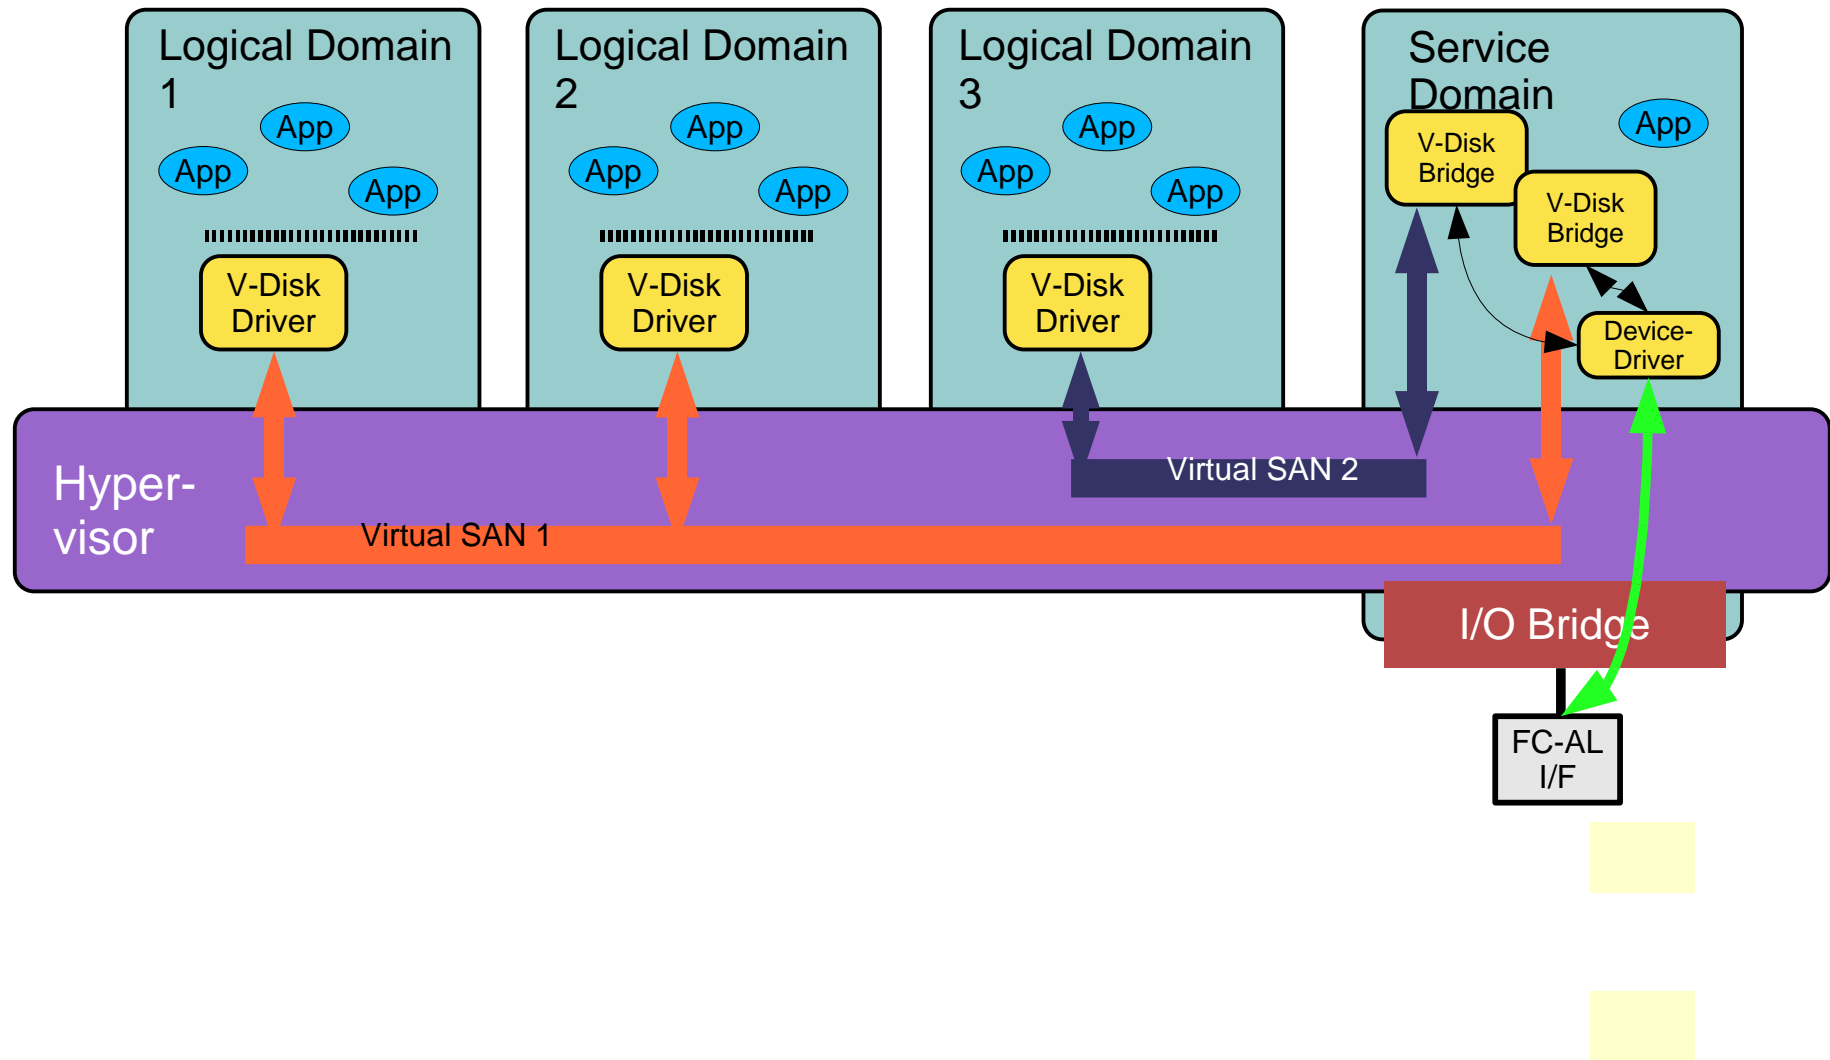 Logical Domain
1
App
App
App
V-Disk
Driver
Logical Domain
2
App
App
App
V-Disk
Driver
Logical Domain
3
App
App
App
V-Disk
Driver
Service
Domain
App
V-Disk
Bridge
V-Disk
Bridge
Device-
Driver
Hyper-
visor
Virtual SAN 2
Virtual SAN 1
I/O Bridge
FC-AL
I/F